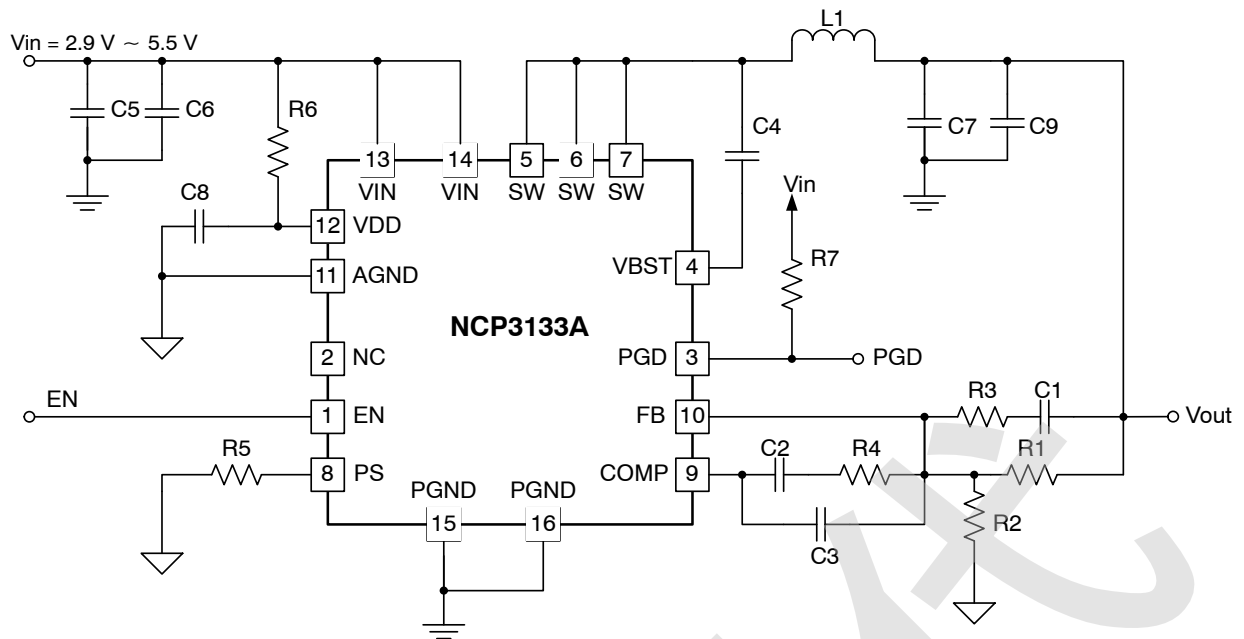 L1
Vin = 2.9 V ~ 5.5 V
C5 C6 R6 C4 C7 C9
13 14 5 6 7
VIN VIN SW SW SW
Vin
C8
12 VDD
VBST 4
R7
11 AGND
NCP3133A
2 NC
PGD 3
PGD
EN
1 EN
FB 10
R3 C1
Vout
R5
8 PS
COMP 9
C2 R4 R1
PGND PGND
15 16
C3
R2